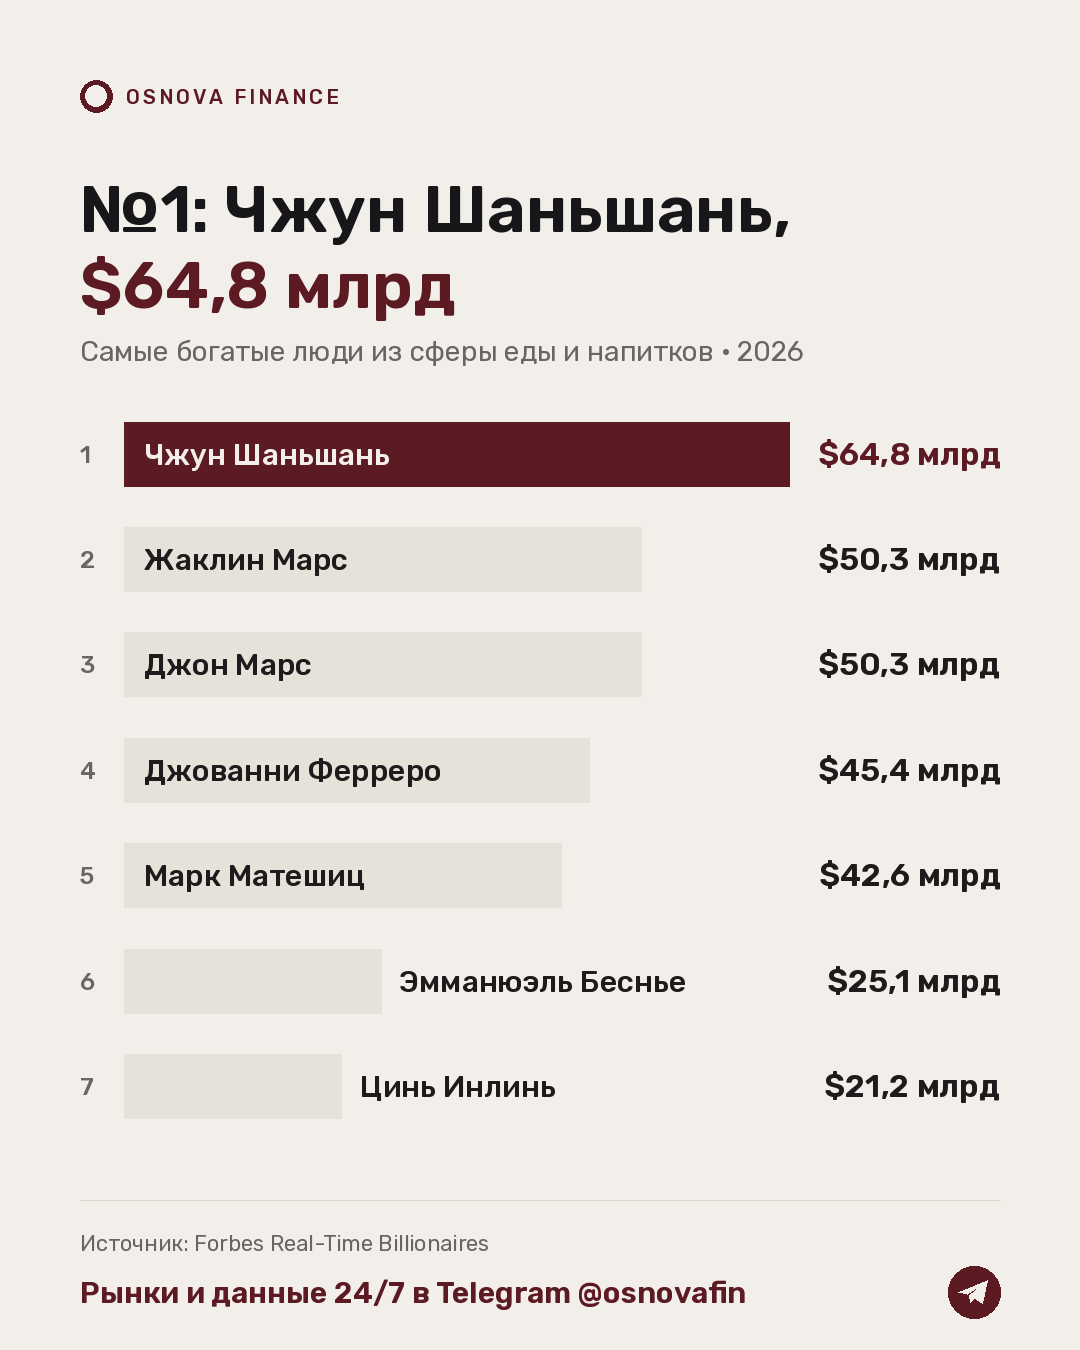 OSNOVA FINANCE
№1: Чжун Шаньшань,
$64,8 млрд
Самые богатые люди из сферы еды и напитков • 2026
1 Чжун Шаньшань $64,8 млрд
2 Жаклин Марс $50,3 млрд
3 Джон Марс $50,3 млрд
4 Джованни Ферреро $45,4 млрд
5 Марк Матешиц $42,6 млрд
6 Эммануэль Беснье $25,1 млрд
7 Цинь Инлинь $21,2 млрд
Источник: Forbes Real-Time Billionaires
Рынки и данные 24/7 в Telegram @osnovafin